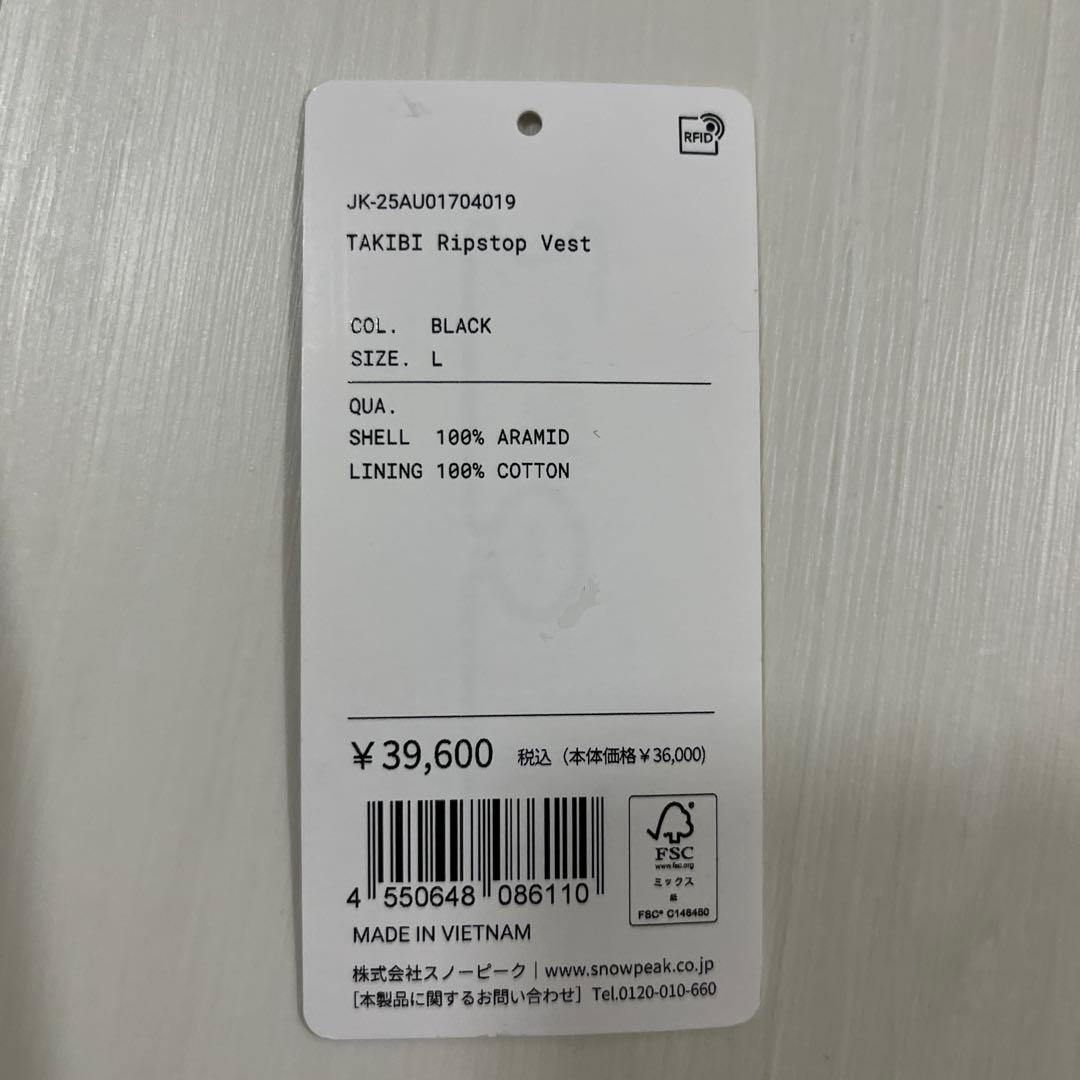 RFID
JK-25AU01704019
TAKIBI Ripstop Vest
COL. BLACK
SIZE. L
QUA.
SHELL 100% ARAMID
LINING 100% COTTON
¥39,600 税込（本体価格¥36,000)
4 550648 086110
FSC
www.fsc.org
ミックス
紙
FSC® C148480
MADE IN VIETNAM
株式会社スノーピーク｜www.snowpeak.co.jp
［本製品に関するお問い合わせ］Tel.0120-010-660